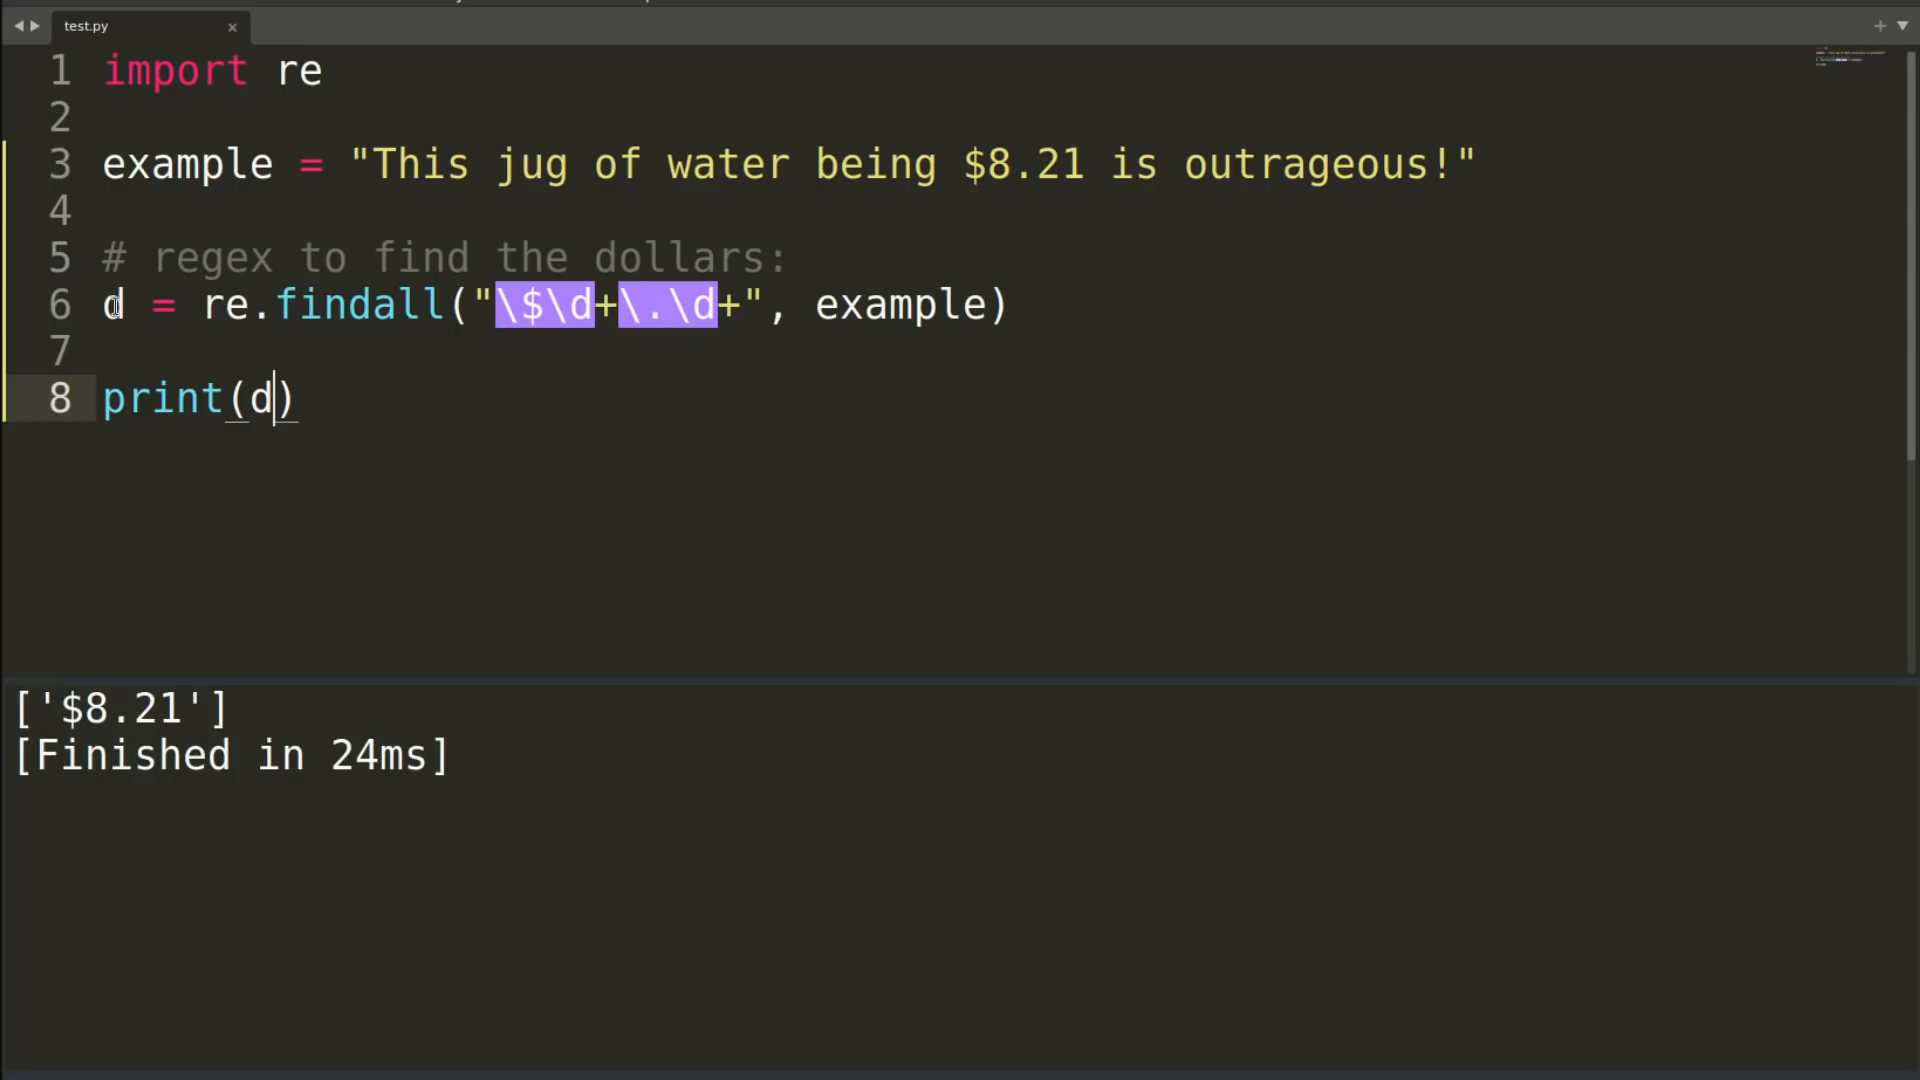 test.py
1 import re
2
3 example = "This jug of water being $8.21 is outrageous!"
4
5 # regex to find the dollars:
6 d = re.findall("\$\d+\.\d+", example)
7
8 print(d)
['$8.21']
[Finished in 24ms]